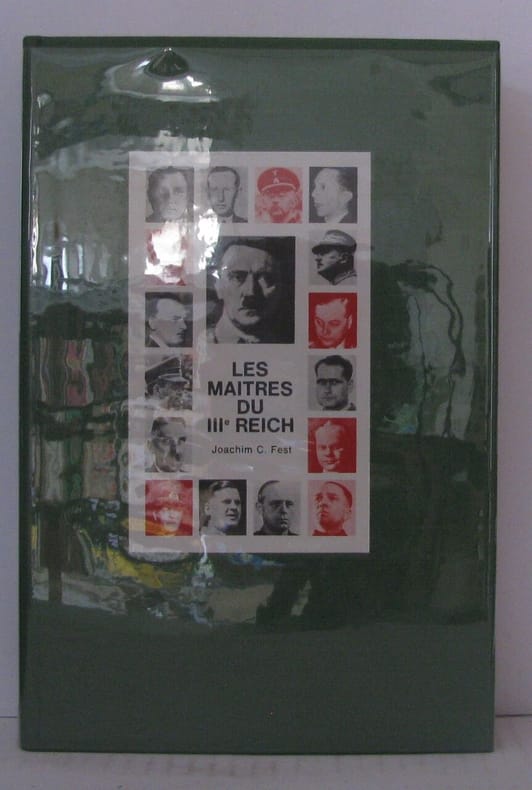 LES
MAITRES
DU
IIIe REICH
Joachim C. Fest